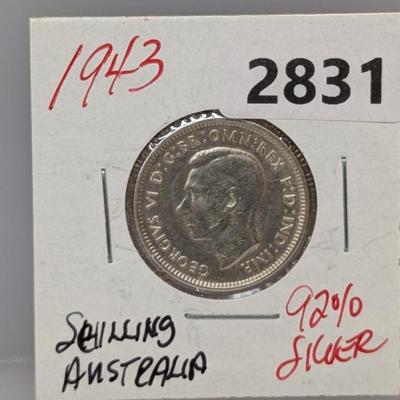 1943
2831
GEORGIVS VI D:G:BR:OMN:REX F:D:IND:IMP.
SHILLING
AUSTRALIA
92%
SILVER